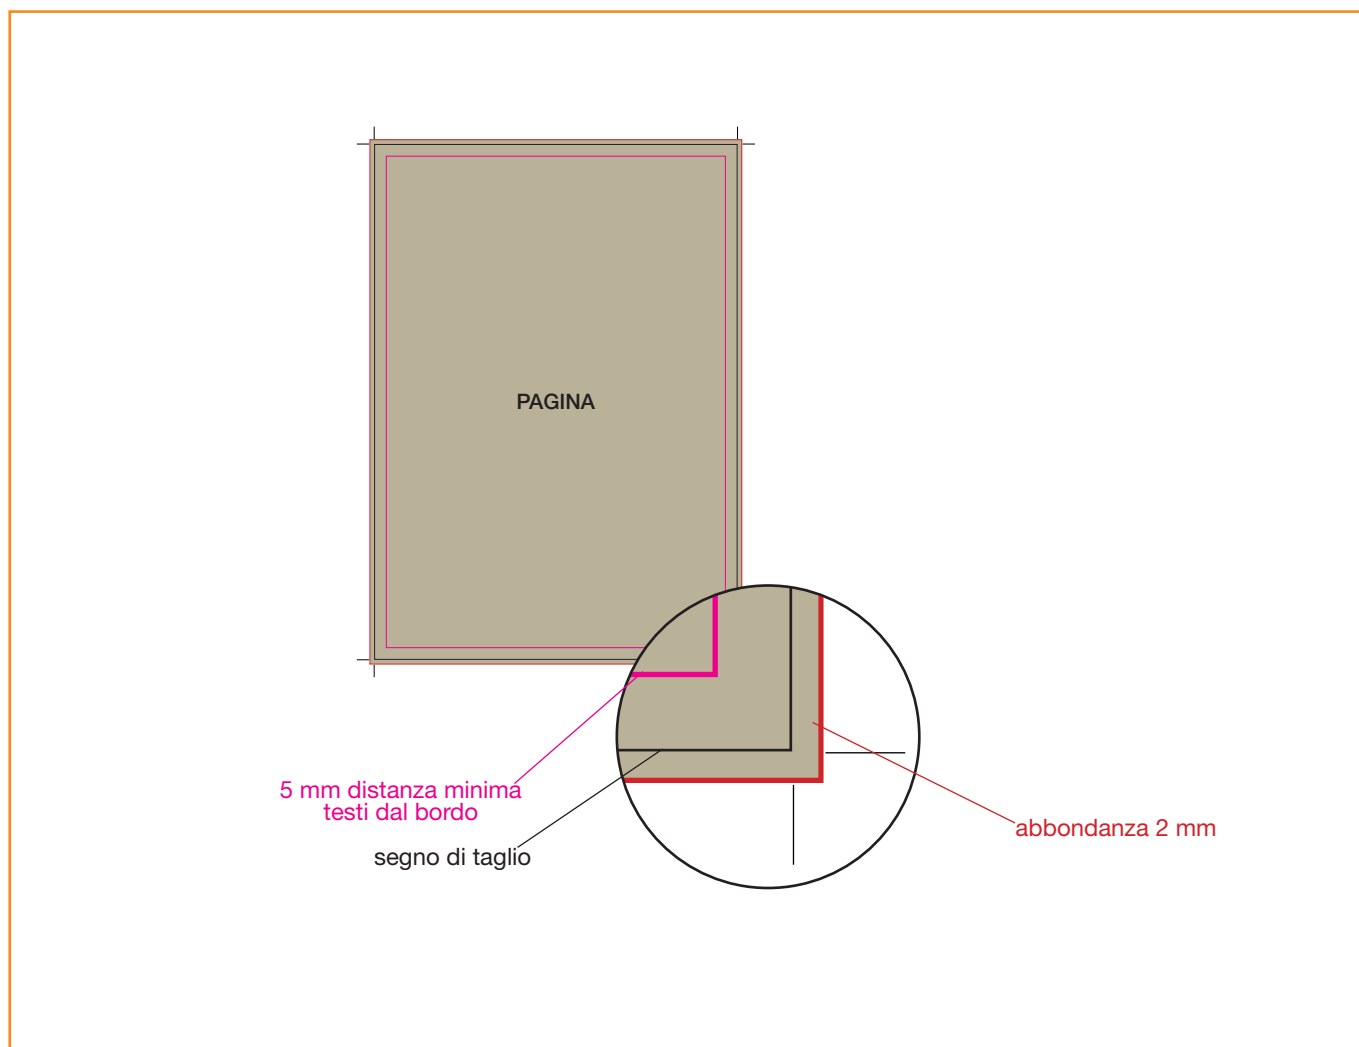 PAGINA
5 mm distanza minima
testi dal bordo
segno di taglio
abbondanza 2 mm